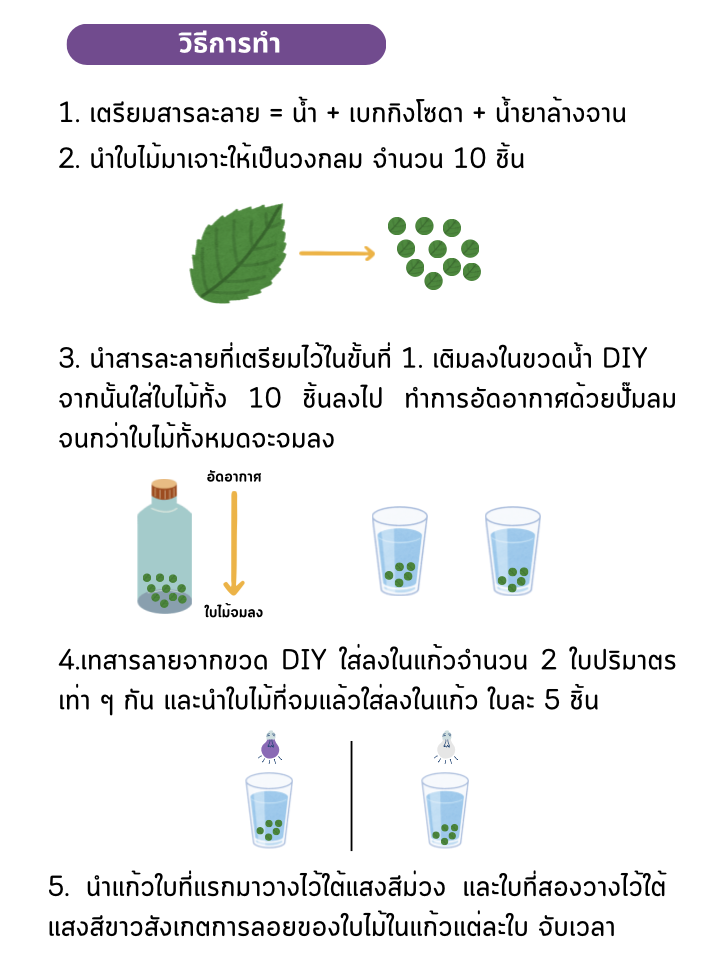 วิธีการทำ
1. เตรียมสารละลาย = น้ำ + เบกกิงโซดา + น้ำยาล้างจาน
2. นำใบไม้มาเจาะให้เป็นวงกลม จำนวน 10 ชิ้น
3. นำสารละลายที่เตรียมไว้ในขั้นที่ 1. เติมลงในขวดน้ำ DIY
จากนั้นใส่ใบไม้ทั้ง 10 ชิ้นลงไป ทำการอัดอากาศด้วยปั๊มลม
จนกว่าใบไม้ทั้งหมดจะจมลง
อัดอากาศ
ใบไม้จมลง
4.เทสารลายจากขวด DIY ใส่ลงในแก้วจำนวน 2 ใบปริมาตร
เท่า ๆ กัน และนำใบไม้ที่จมแล้วใส่ลงในแก้ว ใบละ 5 ชิ้น
5. นำแก้วใบที่แรกมาวางไว้ใต้แสงสีม่วง และใบที่สองวางไว้ใต้
แสงสีขาวสังเกตการลอยของใบไม้ในแก้วแต่ละใบ จับเวลา